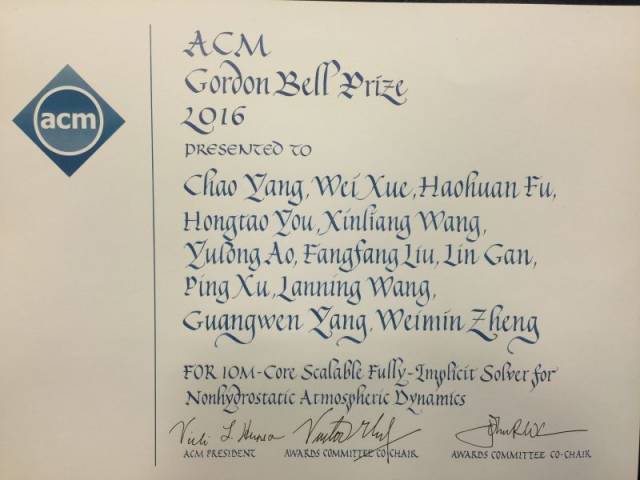 acm
ACM
Gordon Bell Prize
2016
PRESENTED TO
Chao Yang, Wei Xue, Haohuan Fu,
Hongtao You, Xinliang Wang,
Yulong Ao, Fangfang Liu, Lin Gan,
Ping Xu, Lanning Wang,
Guangwen Yang, Weimin Zheng
FOR 10M-Core Scalable Fully-Implicit Solver for
Nonhydrostatic Atmospheric Dynamics
ACM PRESIDENT AWARDS COMMITTEE CO-CHAIR AWARDS COMMITTEE CO-CHAIR